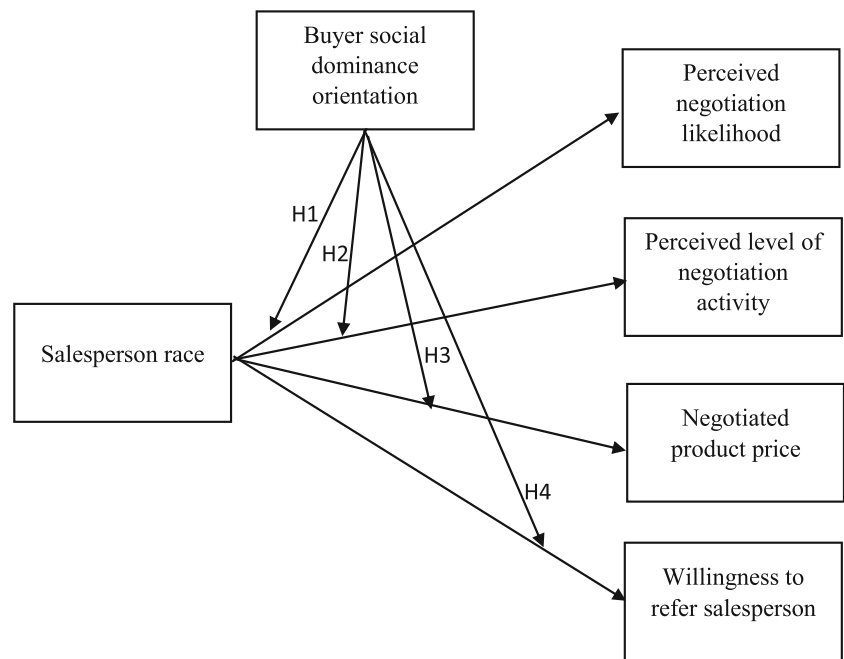 Buyer social
dominance
orientation
Perceived
negotiation
likelihood
H1
H2
Perceived level of
negotiation
activity
Salesperson race
H3
Negotiated
product price
H4
Willingness to
refer salesperson